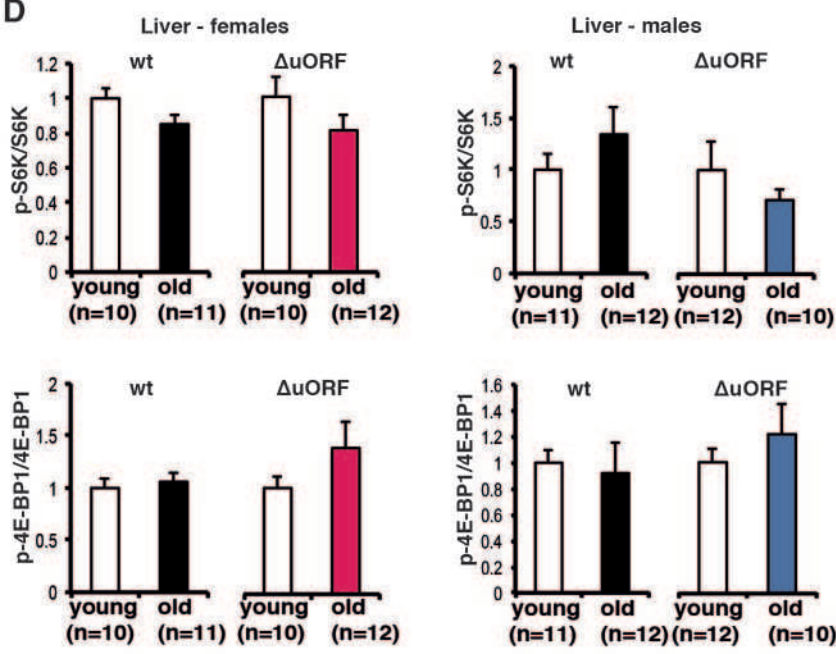 D
Liver - females
wt
ΔuORF
p-S6K/S6K
1.2
1
0.8
0.6
0.4
0.2
0
young old young old
(n=10) (n=11) (n=10) (n=12)
Liver - males
wt
ΔuORF
p-S6K/S6K
2
1.5
1
0.5
0
young old young old
(n=11) (n=12) (n=12) (n=10)
wt
ΔuORF
p-4E-BP1/4E-BP1
2
1.5
1
0.5
0
young old young old
(n=10) (n=11) (n=10) (n=12)
wt
ΔuORF
p-4E-BP1/4E-BP1
1.6
1.4
1.2
1
0.8
0.6
0.4
0.2
0
young old young old
(n=11) (n=12) (n=12) (n=10)